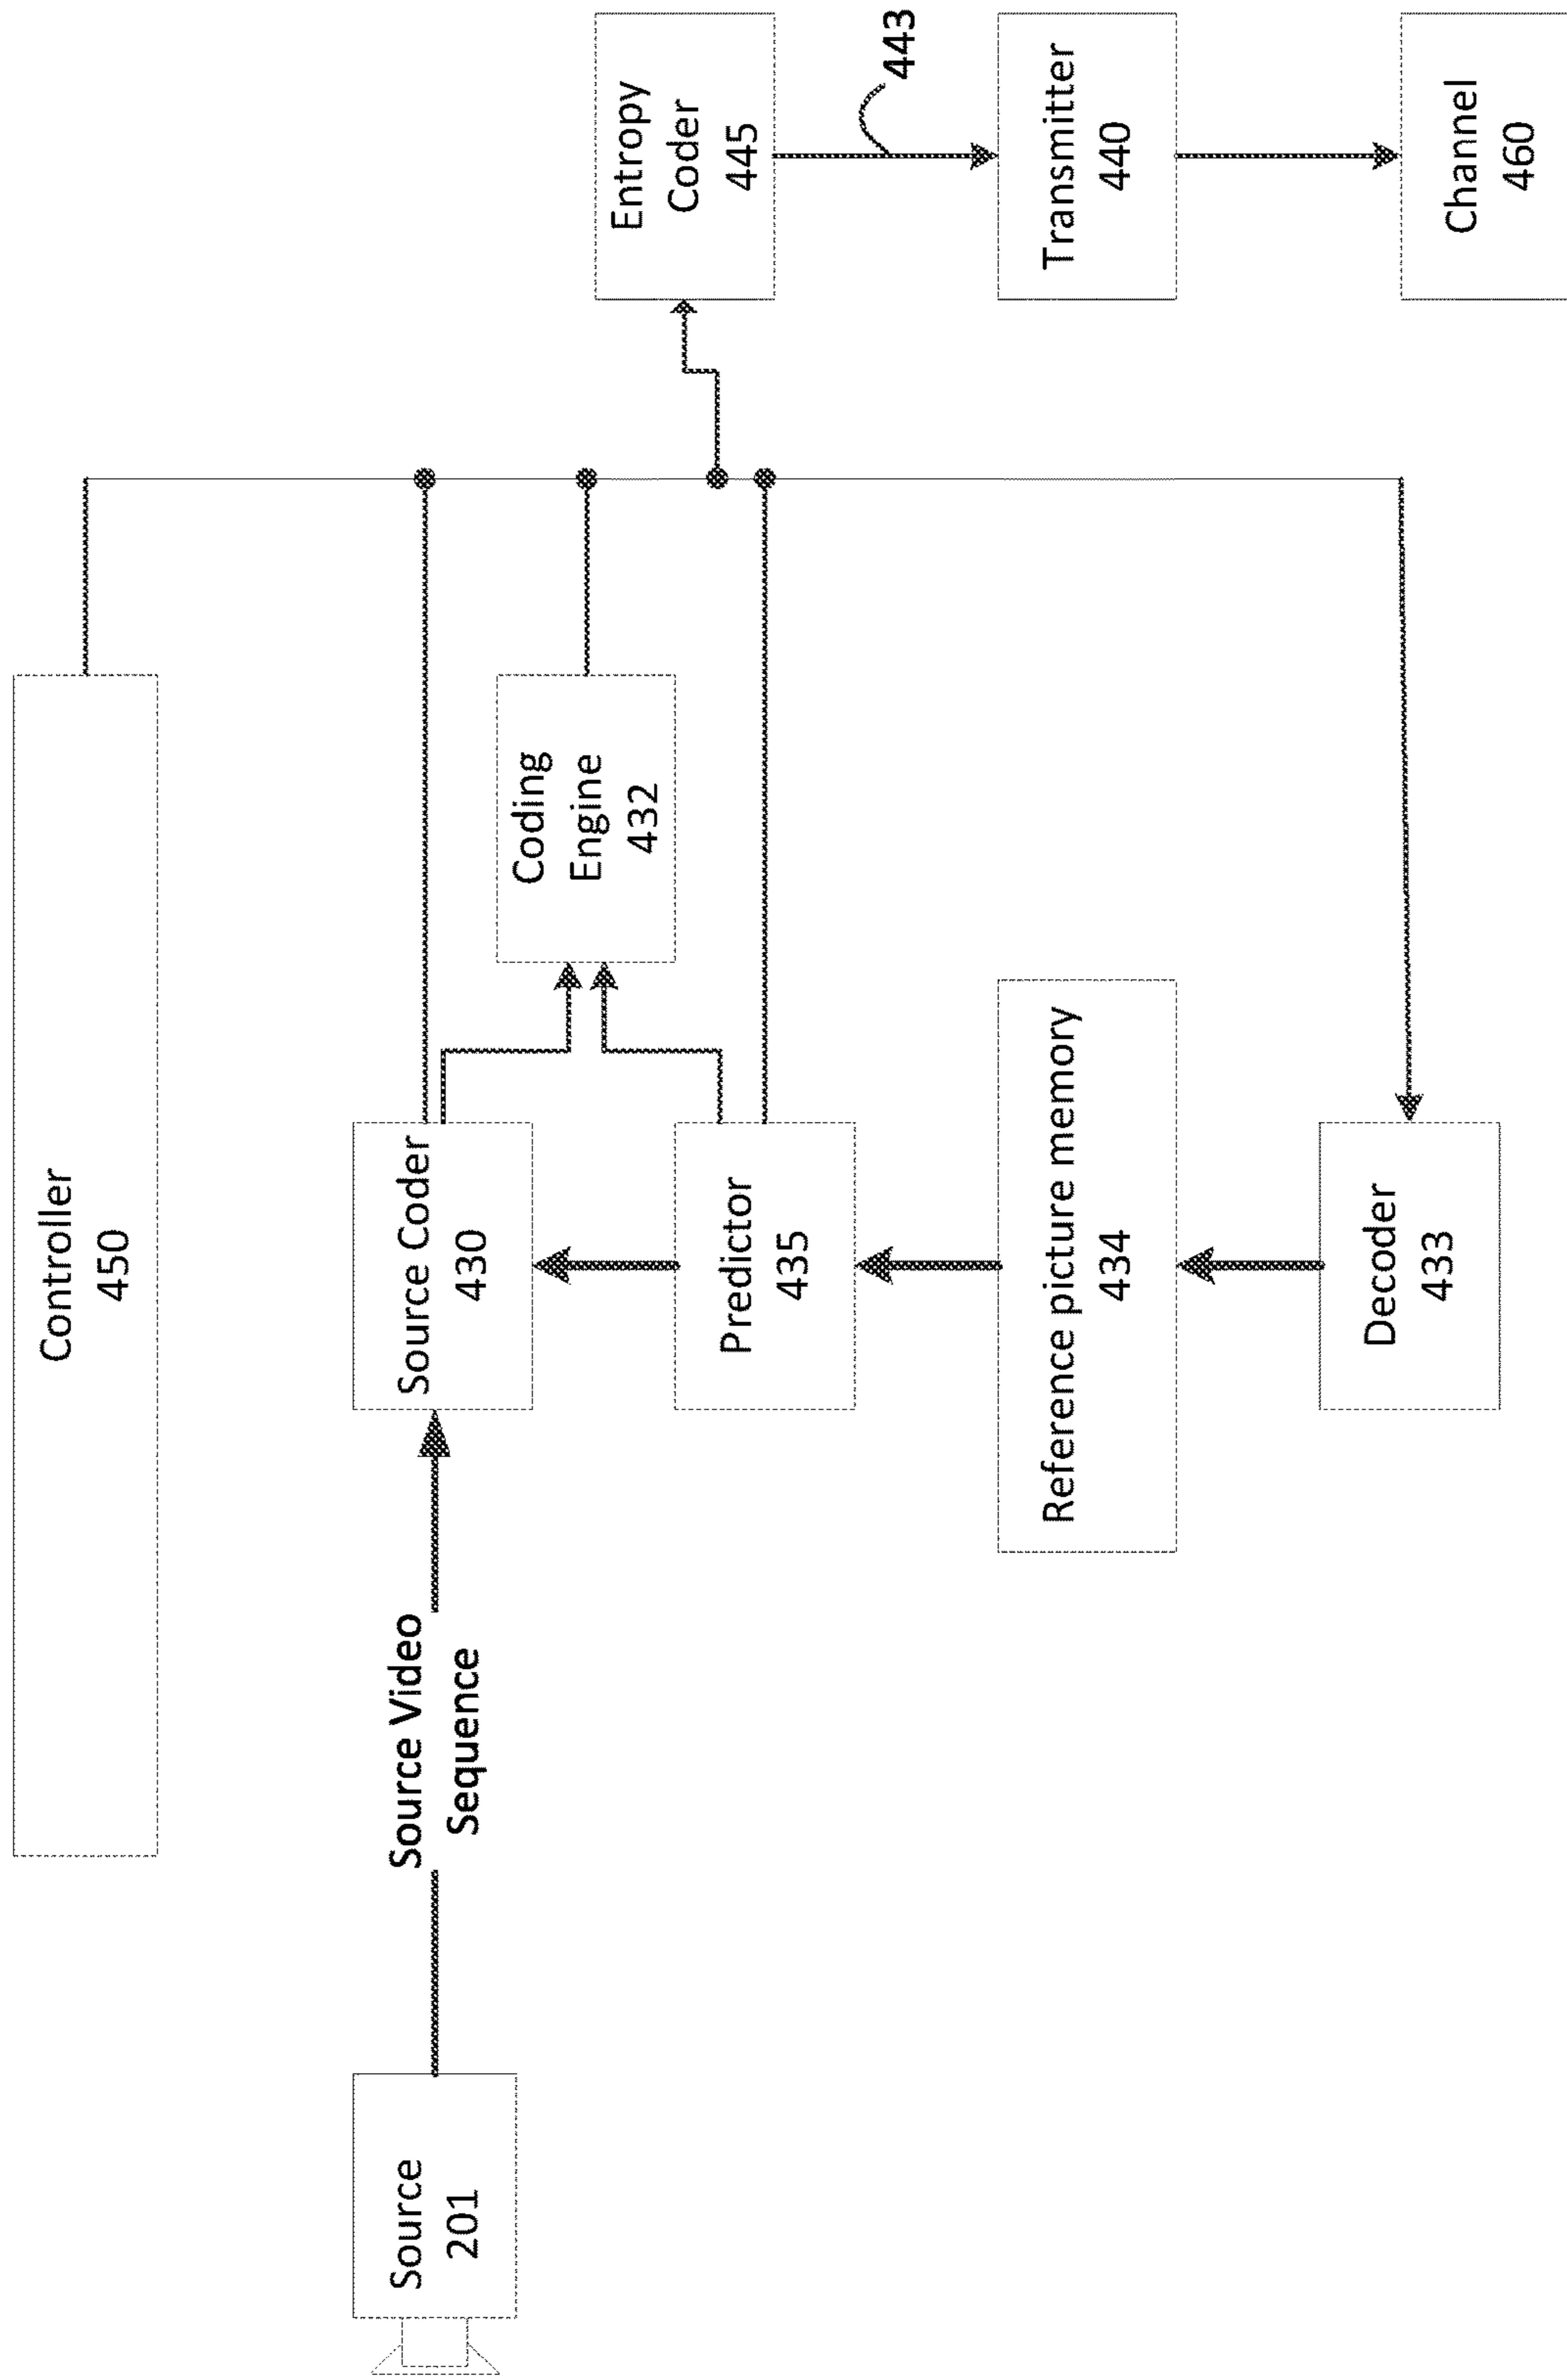 Controller
450
Source
201
Source Video
Sequence
Source Coder
430
Coding
Engine
432
Predictor
435
Reference picture memory
434
Decoder
433
Entropy
Coder
445
443
Transmitter
440
Channel
460